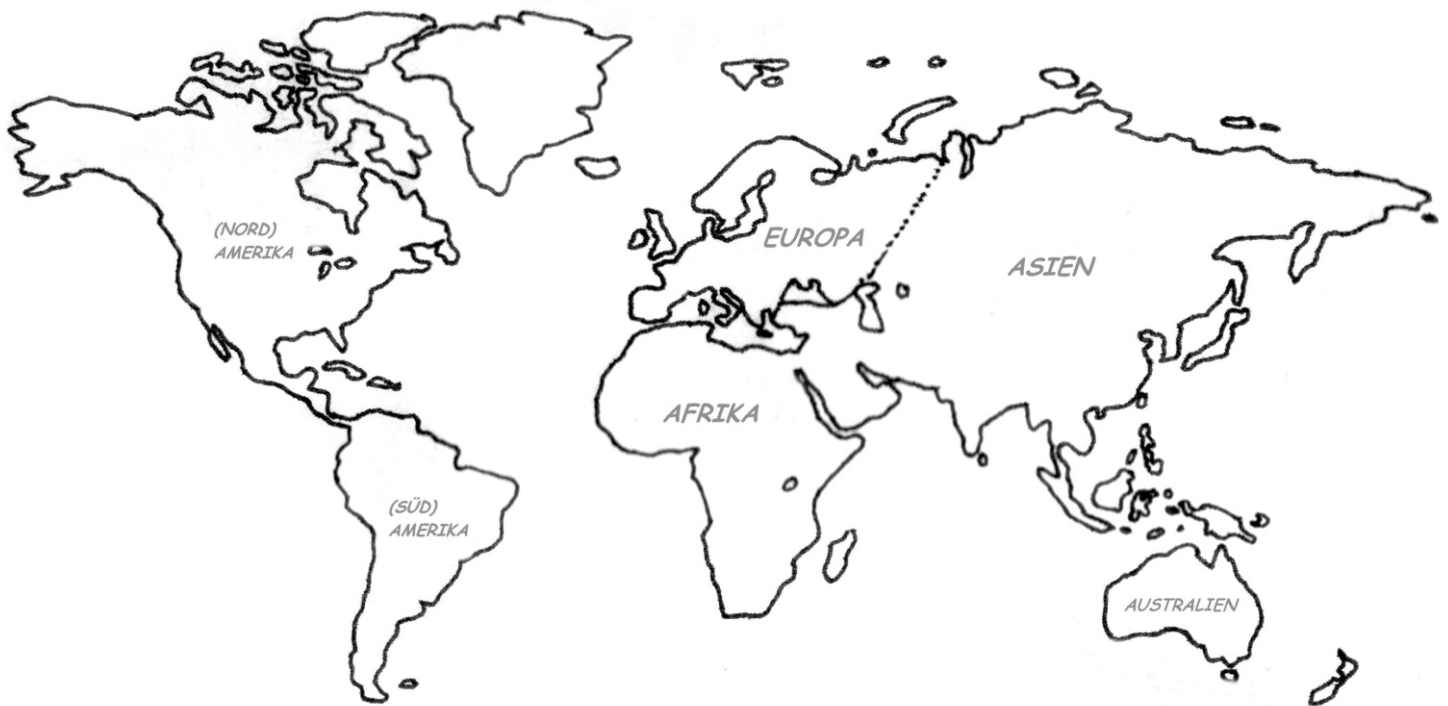 (NORD)
AMERIKA
EUROPA
ASIEN
AFRIKA
(SÜD)
AMERIKA
AUSTRALIEN